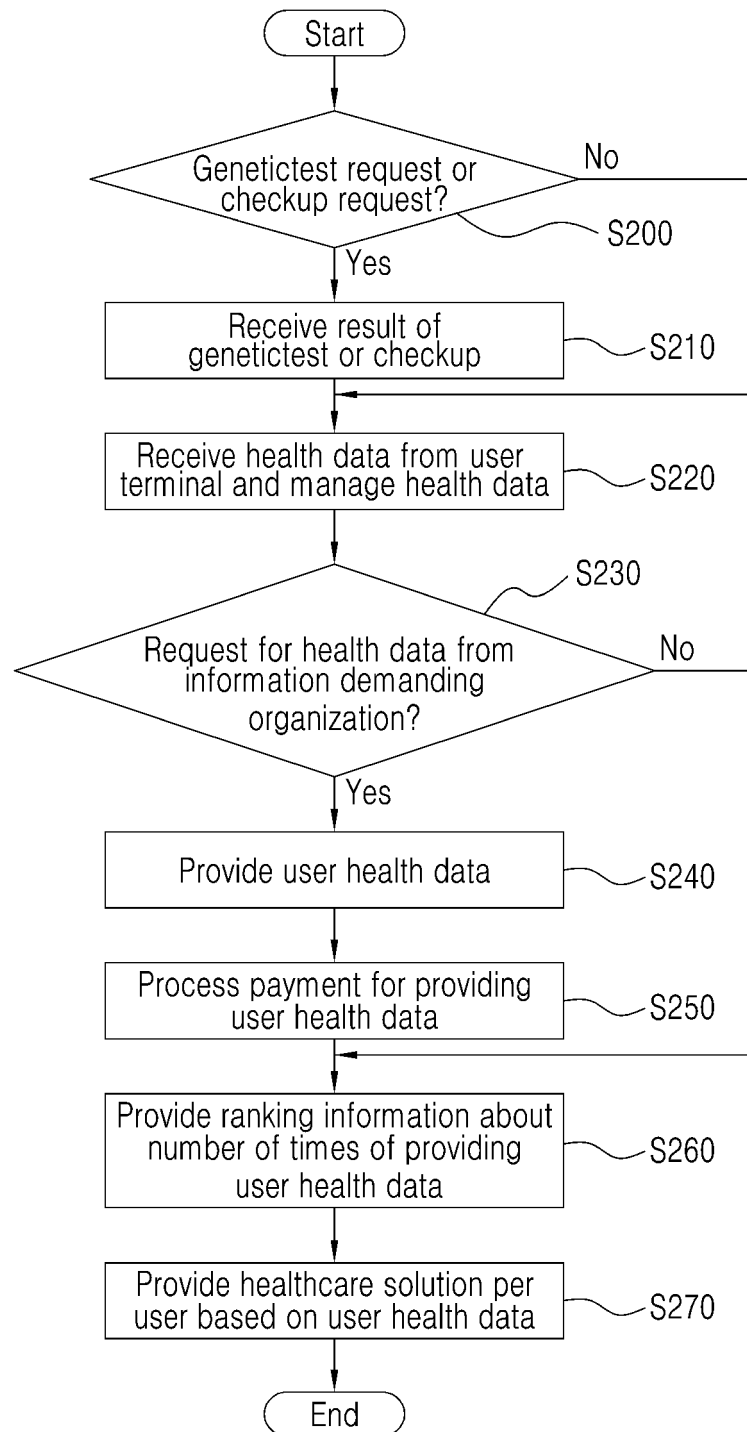 Start
Genetictest request or
checkup request?
No
S200
Yes
Receive result of
genetictest or checkup
S210
Receive health data from user
terminal and manage health data
S220
S230
Request for health data from
information demanding
organization?
No
Yes
Provide user health data
S240
Process payment for providing
user health data
S250
Provide ranking information about
number of times of providing
user health data
S260
Provide healthcare solution per
user based on user health data
S270
End